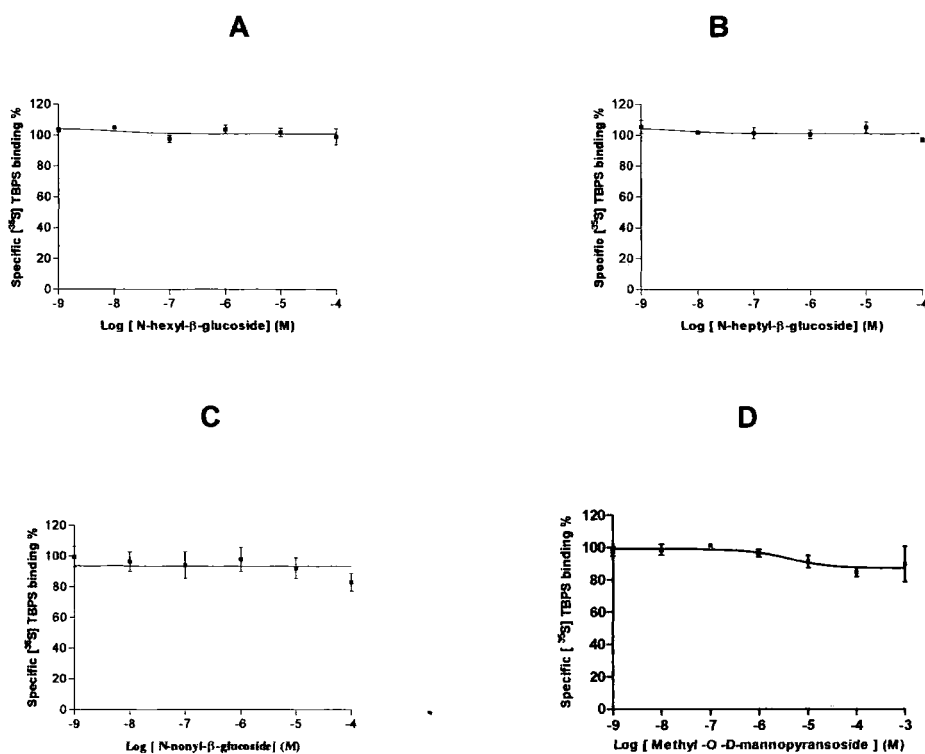 A
B
120
100
80
60
40
20
0
Specific [³⁵S] TBPS binding %
-9 -8 -7 -6 -5 -4
Log [ N-hexyl-β-glucoside] (M)
120
100
80
60
40
20
0
Specific [³⁵S] TBPS binding %
-9 -8 -7 -6 -5 -4
Log [ N-heptyl-β-glucoside] (M)
C
D
120
100
80
60
40
20
0
Specific [³⁵S] TBPS binding %
-9 -8 -7 -6 -5 -4
Log [ N-nonyl-β-glucoside] (M)
120
100
80
60
40
20
0
Specific [ ³⁵S] TBPS binding %
-9 -8 -7 -6 -5 -4 -3
Log [ Methyl -O -D-mannopyransoside ] (M)